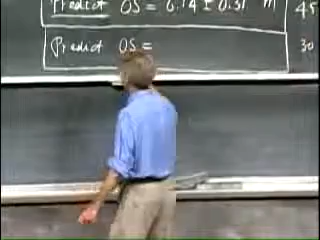 Predict OS = 6.14 ± 0.31 m 45
Predict OS = 30